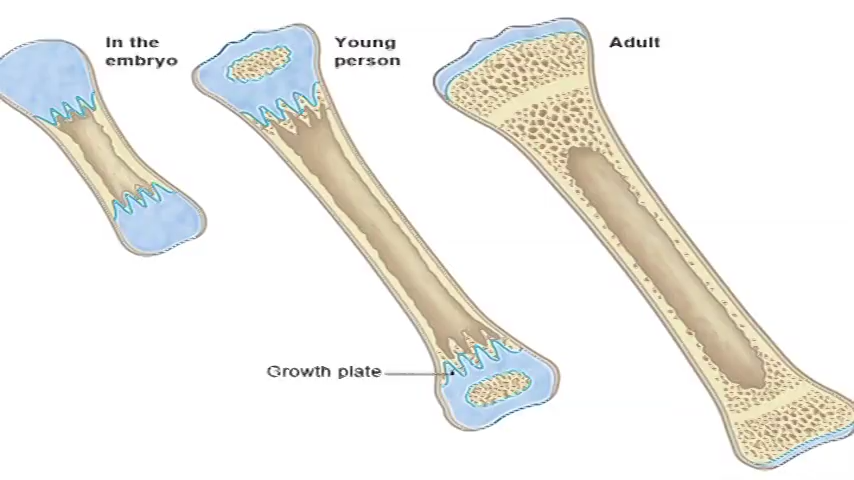 In the
embryo
Young
person
Adult
Growth plate